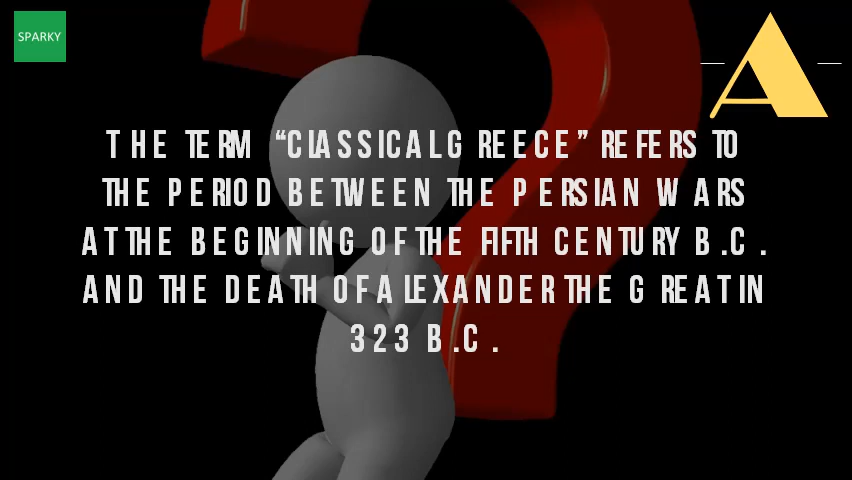 SPARKY
A
THE TERM “CLASSICAL GREECE” REFERS TO
THE PERIOD BETWEEN THE PERSIAN WARS
AT THE BEGINNING OF THE FIFTH CENTURY B.C.
AND THE DEATH OF ALEXANDER THE GREAT IN
323 B.C.